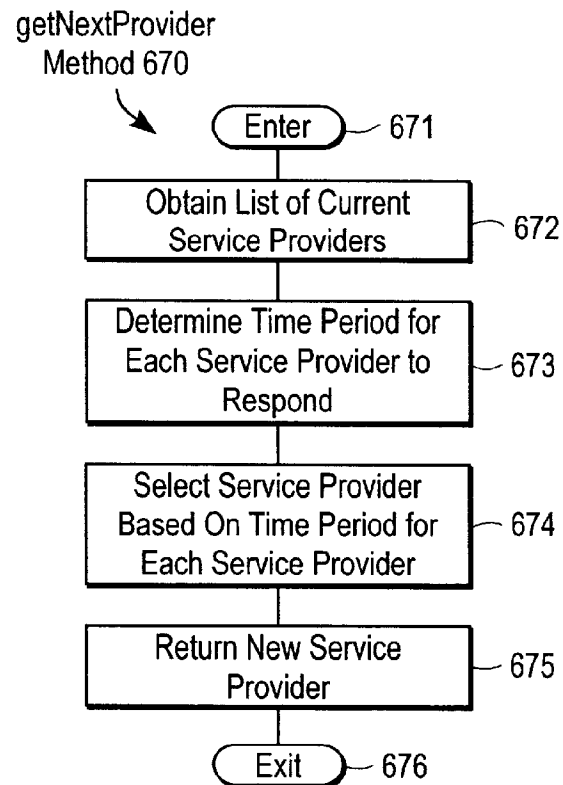 getNextProvider
Method 670
Enter
671
Obtain List of Current
Service Providers
672
Determine Time Period for
Each Service Provider to
Respond
673
Select Service Provider
Based On Time Period for
Each Service Provider
674
Return New Service
Provider
675
Exit
676